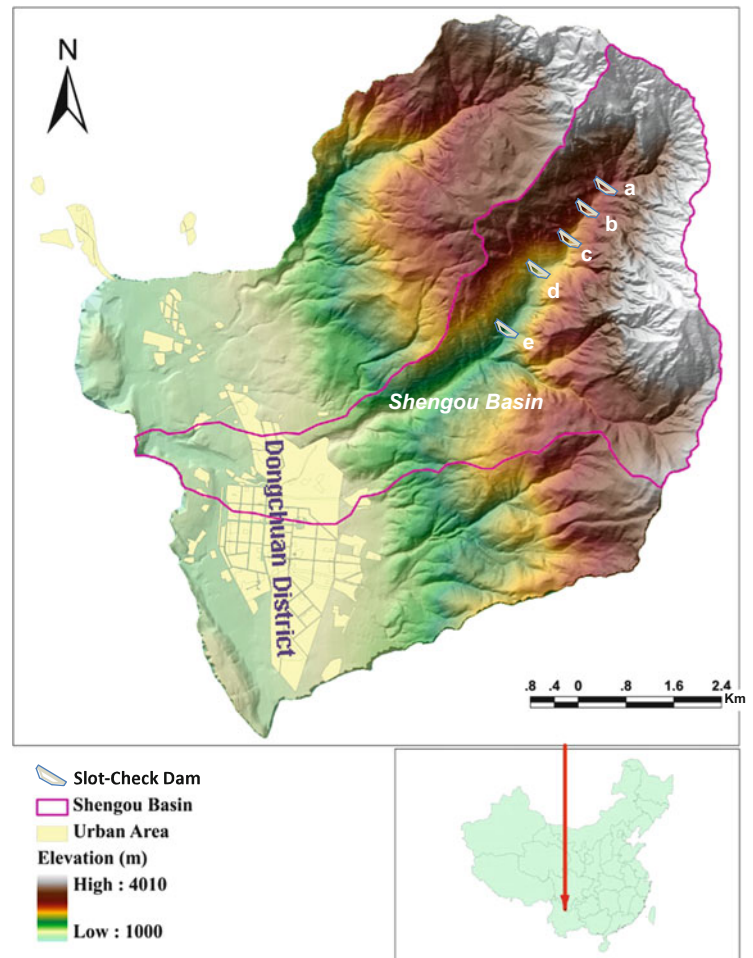 N
a
b
c
d
e
Shengou Basin
Dongchuan District
.8 .4 0 .8 1.6 2.4
Km
Slot-Check Dam
Shengou Basin
Urban Area
Elevation (m)
High : 4010
Low : 1000